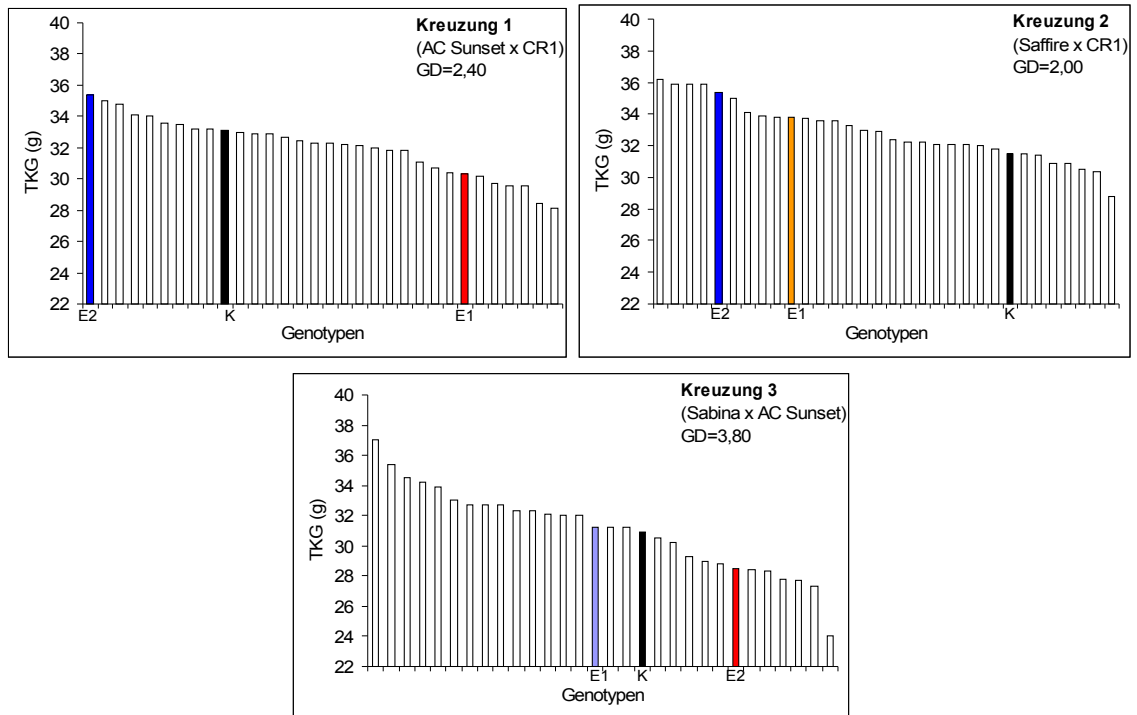 Kreuzung 1
(AC Sunset x CR1)
GD=2,40
TKG (g)
40
38
36
34
32
30
28
26
24
22
E2 K E1
Genotypen
Kreuzung 2
(Saffire x CR1)
GD=2,00
TKG (g)
40
38
36
34
32
30
28
26
24
22
E2 E1 K
Genotypen
Kreuzung 3
(Sabina x AC Sunset)
GD=3,80
TKG (g)
40
38
36
34
32
30
28
26
24
22
E1 K E2
Genotypen